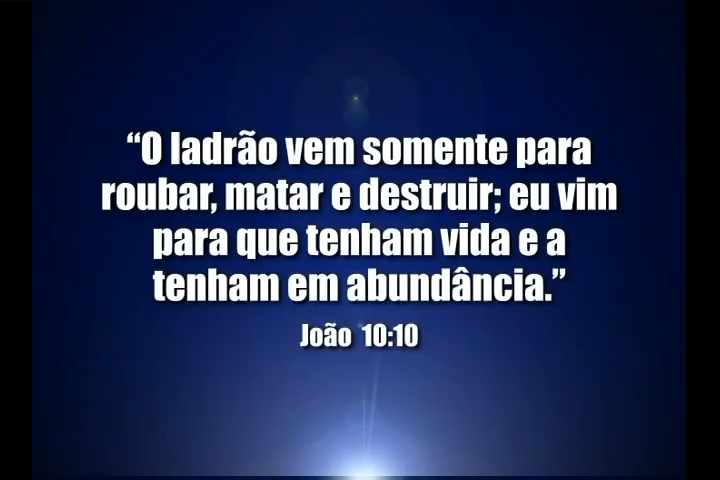 “O ladrão vem somente para
roubar, matar e destruir; eu vim
para que tenham vida e a
tenham em abundância.”
João 10:10